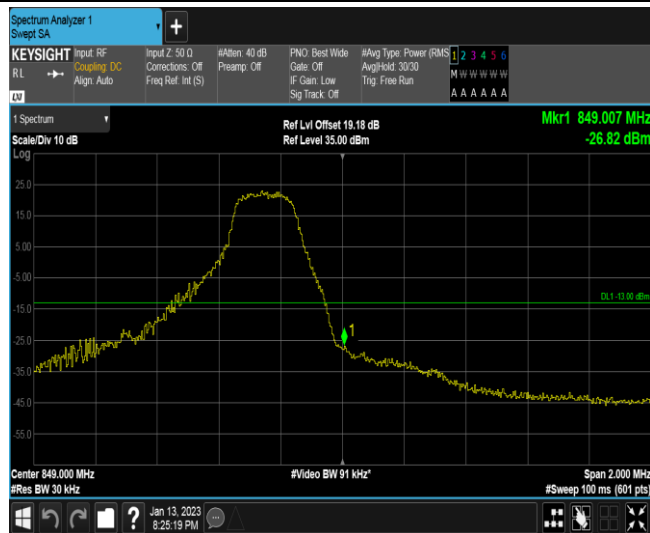 Spectrum Analyzer 1
Swept SA
+
KEYSIGHT
RL
LXI
Input: RF
Coupling: DC
Align: Auto
Input Z: 50 Ω
Corrections: Off
Freq Ref: Int (S)
#Atten: 40 dB
Preamp: Off
PNO: Best Wide
Gate: Off
IF Gain: Low
Sig Track: Off
#Avg Type: Power (RMS
Avg|Hold: 30/30
Trig: Free Run
1 2 3 4 5 6
M W W W W W
A A A A A A
1 Spectrum
Scale/Div 10 dB
Log
Ref Lvl Offset 19.18 dB
Ref Level 35.00 dBm
Mkr1 849.007 MHz
-26.82 dBm
25.0
15.0
5.00
-5.00
DL1 -13.00 dBm
-15.0
1
-25.0
-35.0
-45.0
-55.0
Center 849.000 MHz
#Res BW 30 kHz
#Video BW 91 kHz*
Span 2.000 MHz
#Sweep 100 ms (601 pts)
?
Jan 13, 2023
8:25:19 PM